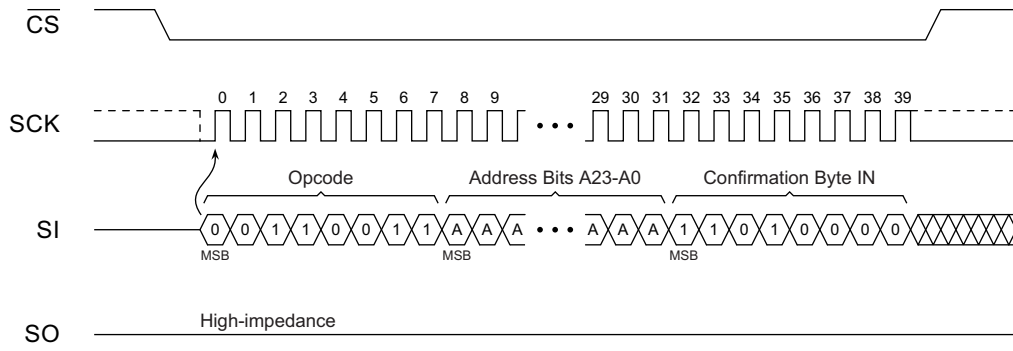 CS
0 1 2 3 4 5 6 7 8 9 29 30 31 32 33 34 35 36 37 38 39
SCK
Opcode Address Bits A23-A0 Confirmation Byte IN
SI 0 0 1 1 0 0 1 1 A A A A A A 1 1 0 1 0 0 0 0
MSB MSB MSB
High-impedance
SO